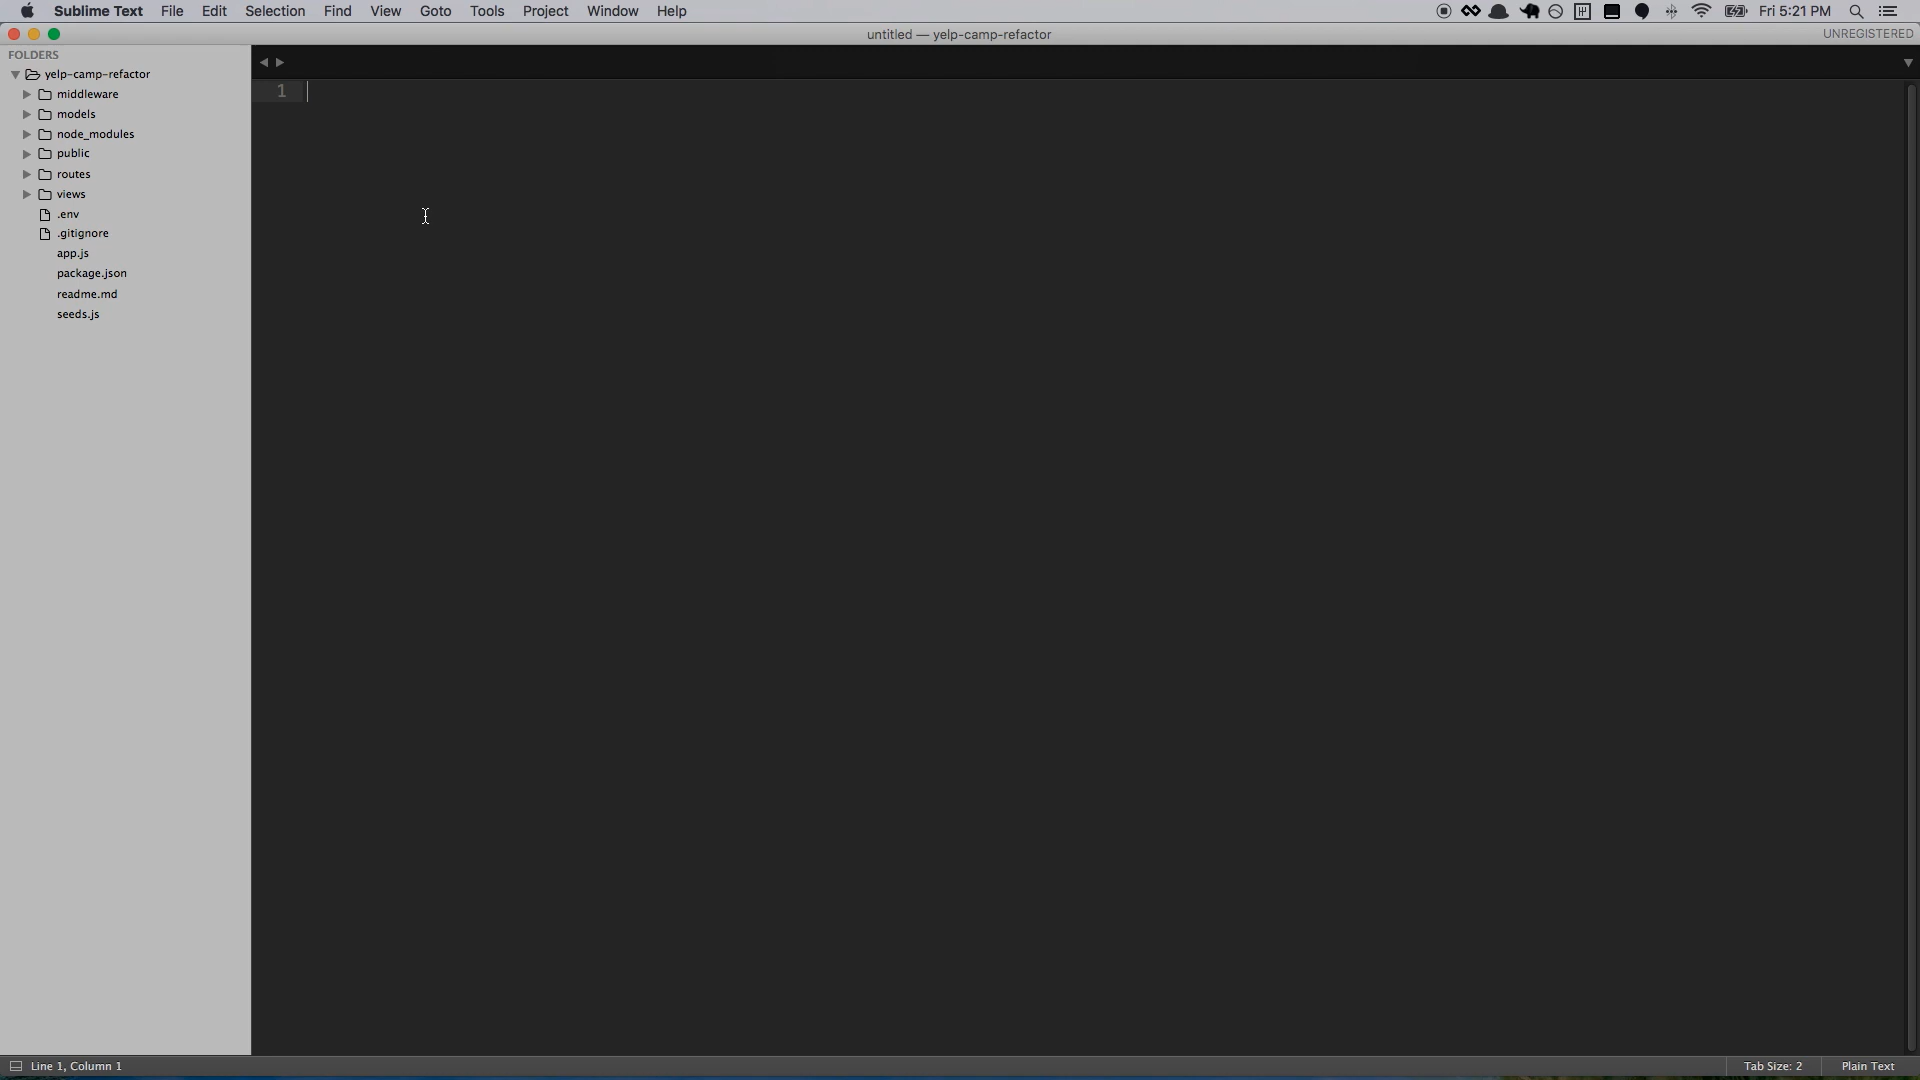 Sublime Text File Edit Selection Find View Goto Tools Project Window Help Fri 5:21 PM
untitled — yelp-camp-refactor UNREGISTERED
FOLDERS
yelp-camp-refactor
middleware
models
node_modules
public
routes
views
.env
.gitignore
app.js
package.json
readme.md
seeds.js
1
Line 1, Column 1 Tab Size: 2 Plain Text